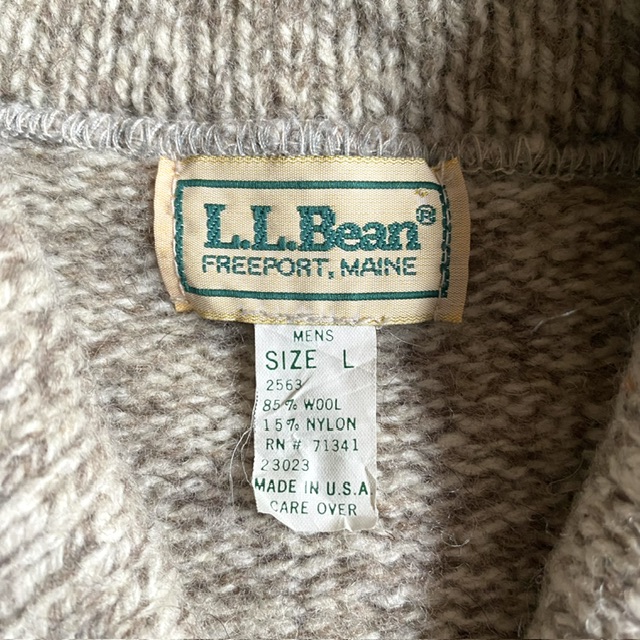 L.L.Bean®
FREEPORT, MAINE
MENS
SIZE L
2563
85% WOOL
15% NYLON
RN # 71341
23023
MADE IN U.S.A
CARE OVER